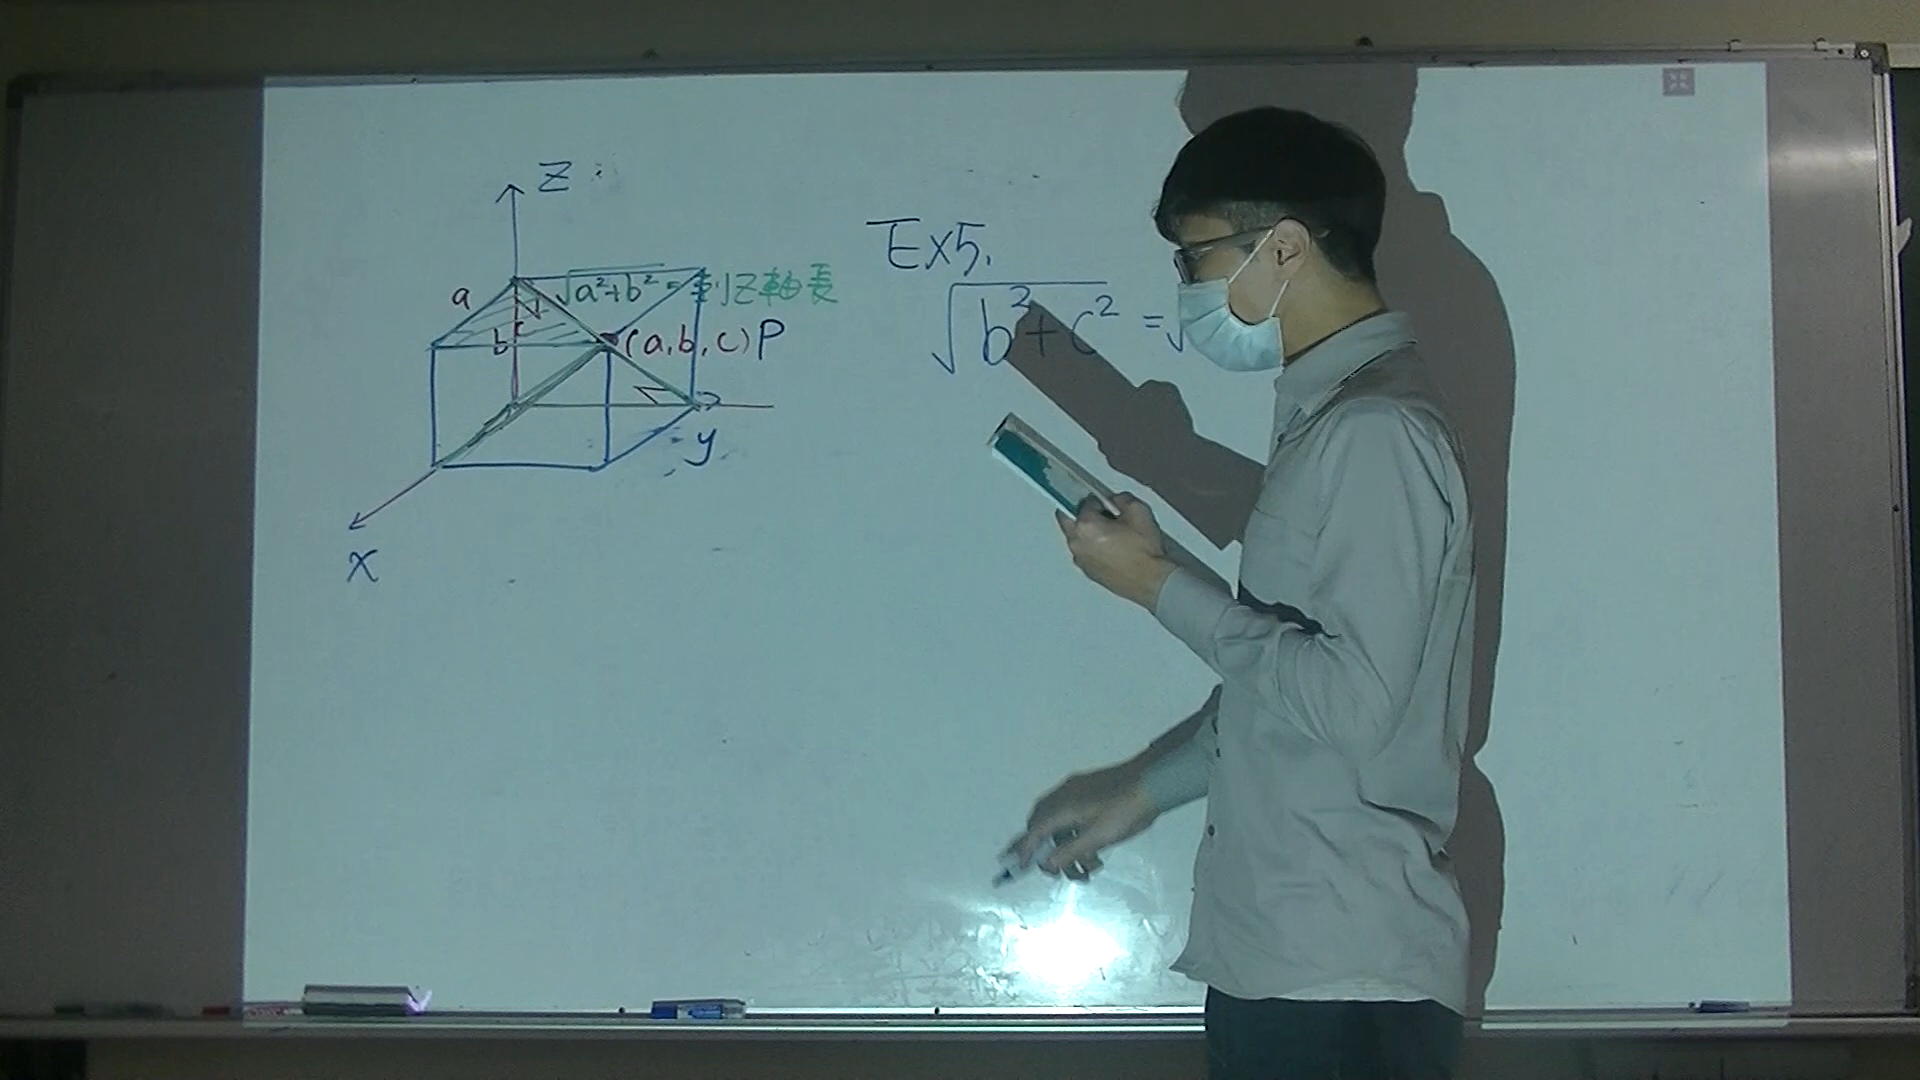 Z
a
√a²+b² = 到Z軸長
b
c
(a,b,c)P
y
x
Ex5.
√b²+c² = √